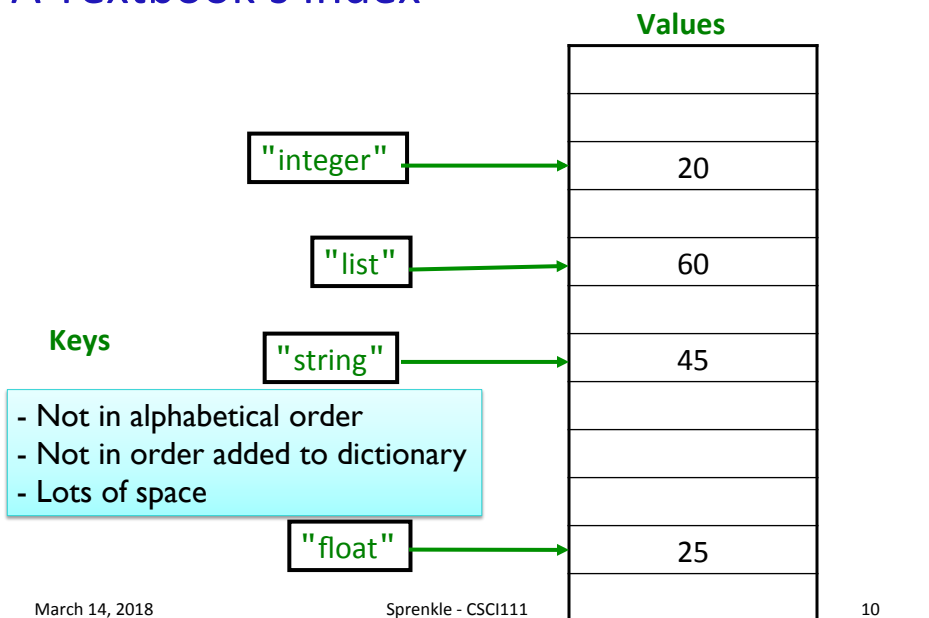 A Textbook's Index
Values
"integer"
20
"list"
60
Keys
"string"
45
- Not in alphabetical order
- Not in order added to dictionary
- Lots of space
"float"
25
March 14, 2018
Sprenkle - CSCI111
10